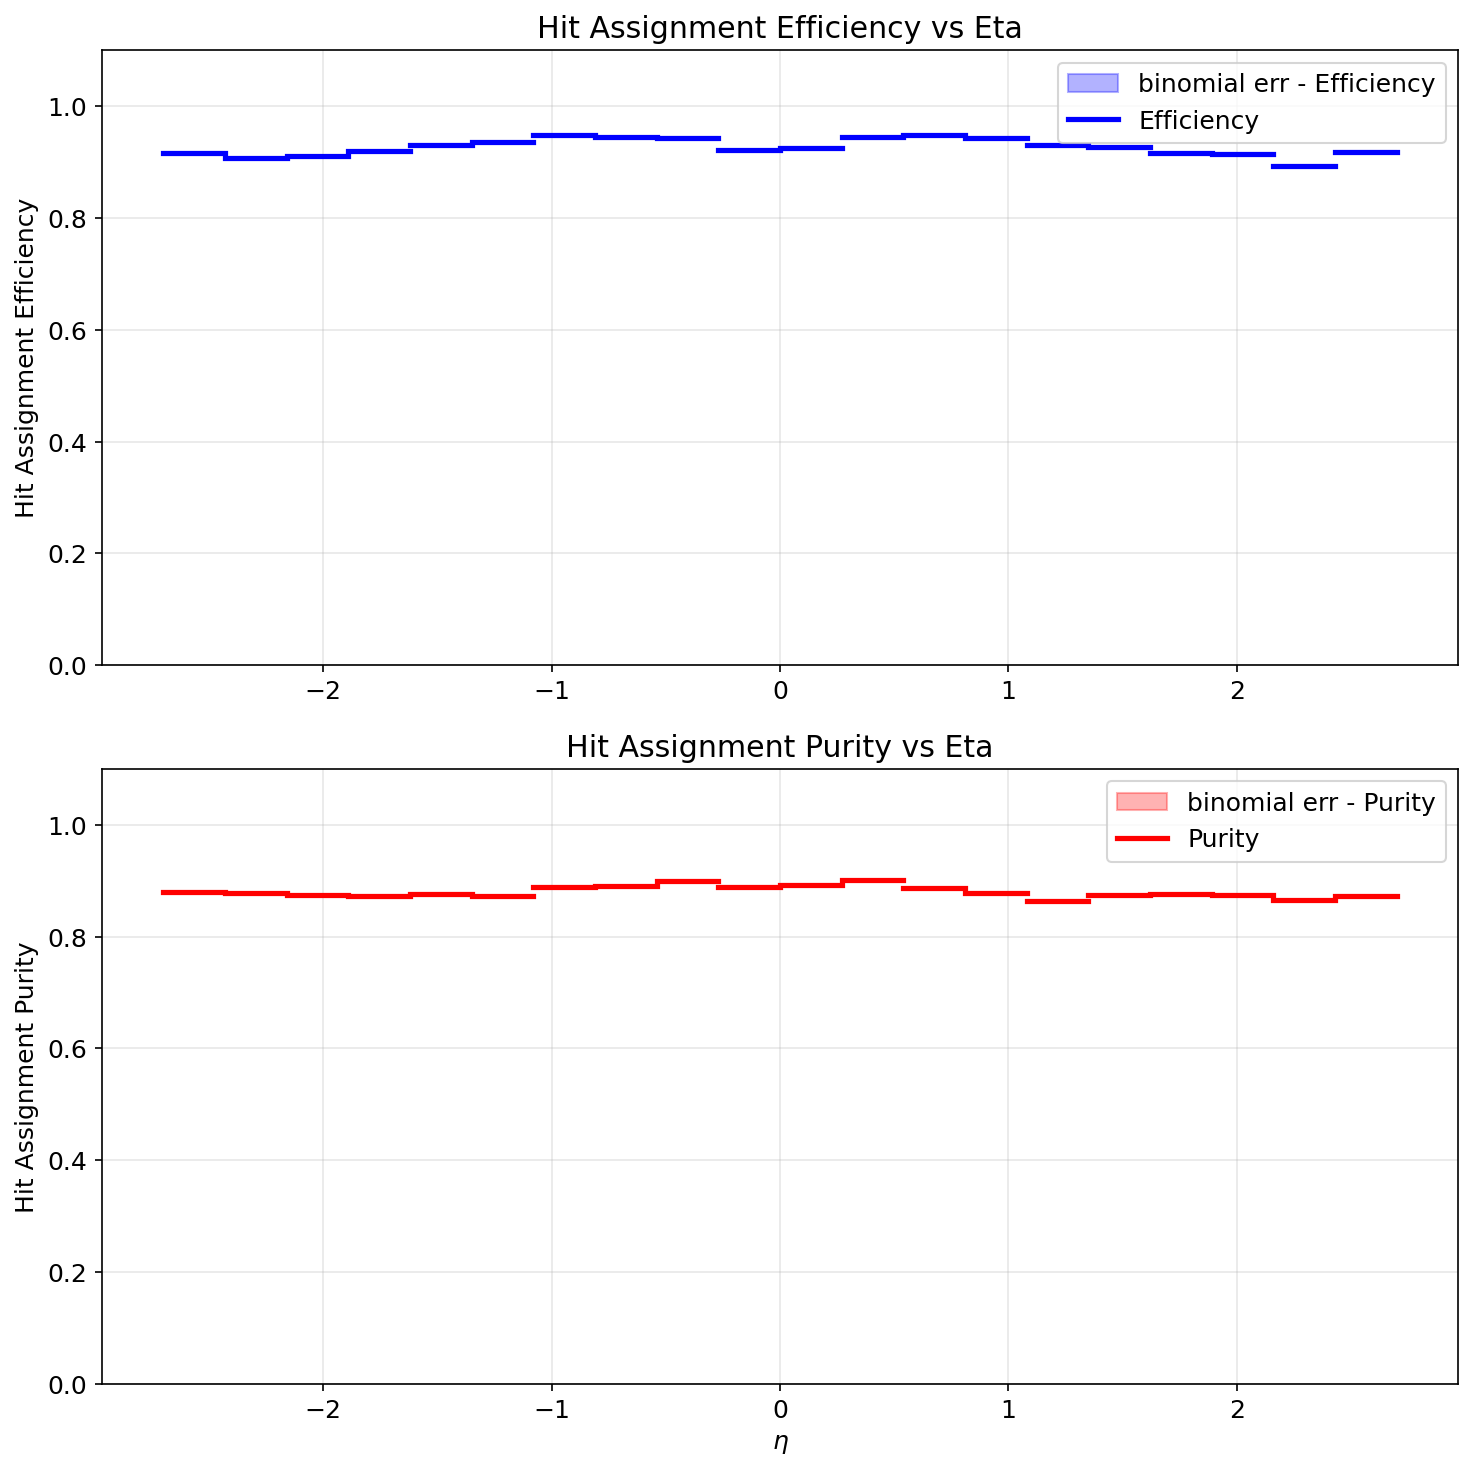 Hit Assignment Efficiency vs Eta
binomial err - Efficiency
Efficiency
Hit Assignment Efficiency
1.0
0.8
0.6
0.4
0.2
0.0
−2
−1
0
1
2
Hit Assignment Purity vs Eta
binomial err - Purity
Purity
Hit Assignment Purity
1.0
0.8
0.6
0.4
0.2
0.0
−2
−1
0
1
2
η